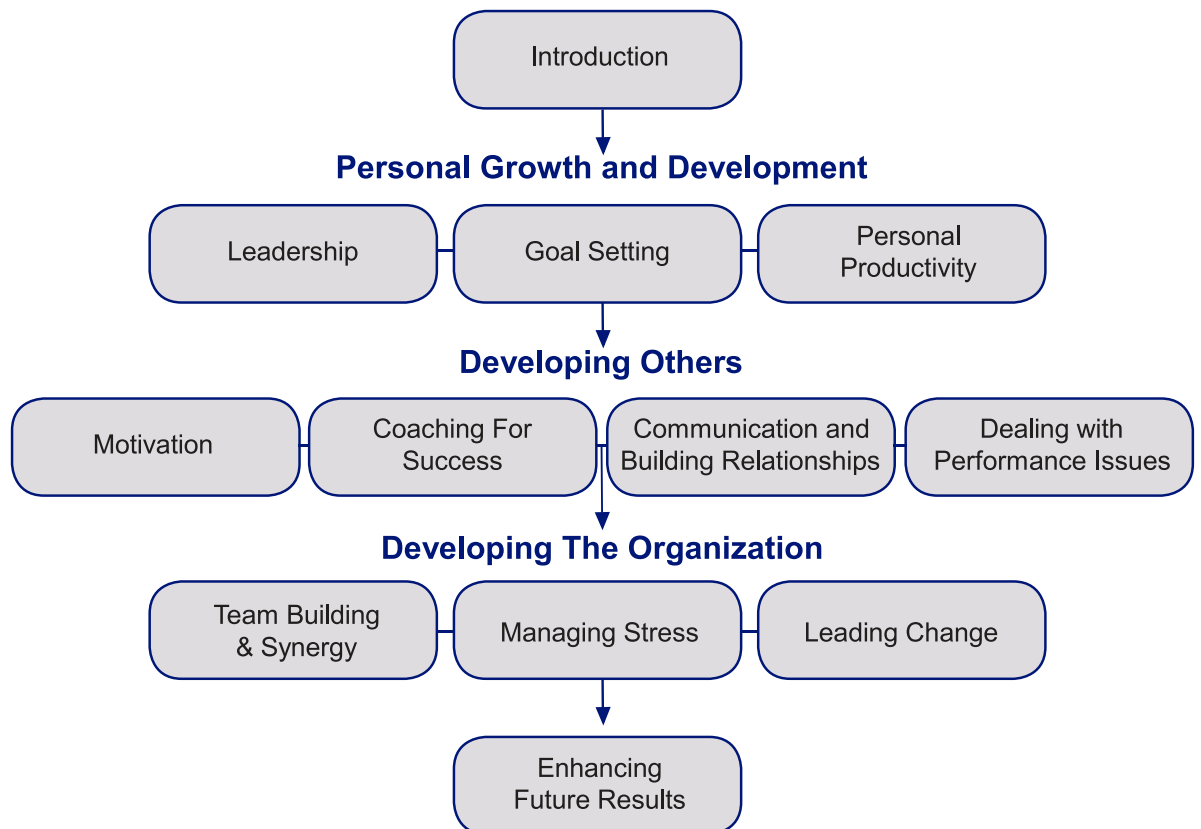 Introduction
Personal Growth and Development
Leadership
Goal Setting
Personal
Productivity
Developing Others
Motivation
Coaching For
Success
Communication and
Building Relationships
Dealing with
Performance Issues
Developing The Organization
Team Building
& Synergy
Managing Stress
Leading Change
Enhancing
Future Results